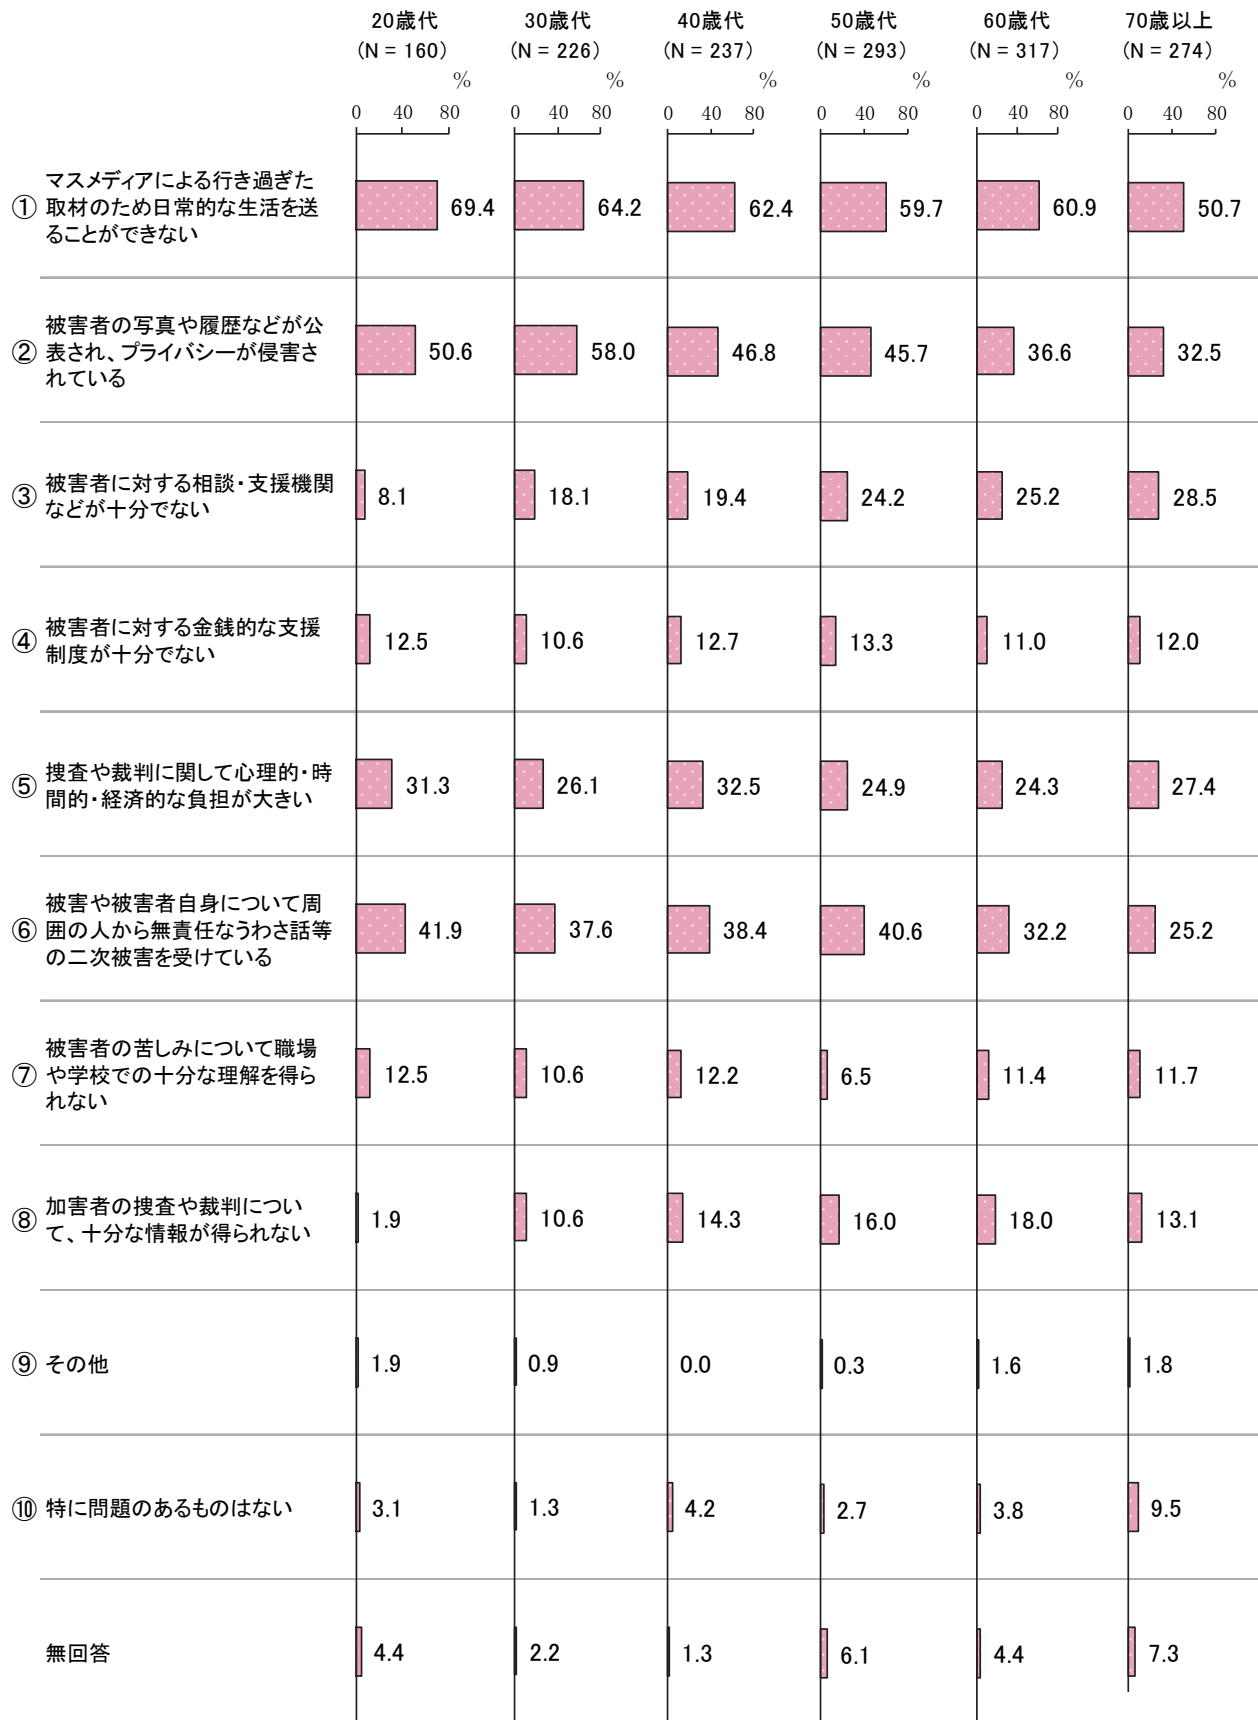 20歳代 30歳代 40歳代 50歳代 60歳代 70歳以上
(N = 160) (N = 226) (N = 237) (N = 293) (N = 317) (N = 274)
% % % % % %
0 40 80 0 40 80 0 40 80 0 40 80 0 40 80 0 40 80
マスメディアによる行き過ぎた
① 取材のため日常的な生活を送 69.4 64.2 62.4 59.7 60.9 50.7
ることができない
被害者の写真や履歴などが公
② 表され、プライバシーが侵害さ 50.6 58.0 46.8 45.7 36.6 32.5
れている
③ 被害者に対する相談・支援機関 8.1 18.1 19.4 24.2 25.2 28.5
などが十分でない
④ 被害者に対する金銭的な支援 12.5 10.6 12.7 13.3 11.0 12.0
制度が十分でない
⑤ 捜査や裁判に関して心理的・時 31.3 26.1 32.5 24.9 24.3 27.4
間的・経済的な負担が大きい
被害や被害者自身について周
⑥ 囲の人から無責任なうわさ話等 41.9 37.6 38.4 40.6 32.2 25.2
の二次被害を受けている
被害者の苦しみについて職場
⑦ や学校での十分な理解を得ら 12.5 10.6 12.2 6.5 11.4 11.7
れない
⑧ 加害者の捜査や裁判につい 1.9 10.6 14.3 16.0 18.0 13.1
て、十分な情報が得られない
⑨ その他 1.9 0.9 0.0 0.3 1.6 1.8
⑩ 特に問題のあるものはない 3.1 1.3 4.2 2.7 3.8 9.5
無回答 4.4 2.2 1.3 6.1 4.4 7.3